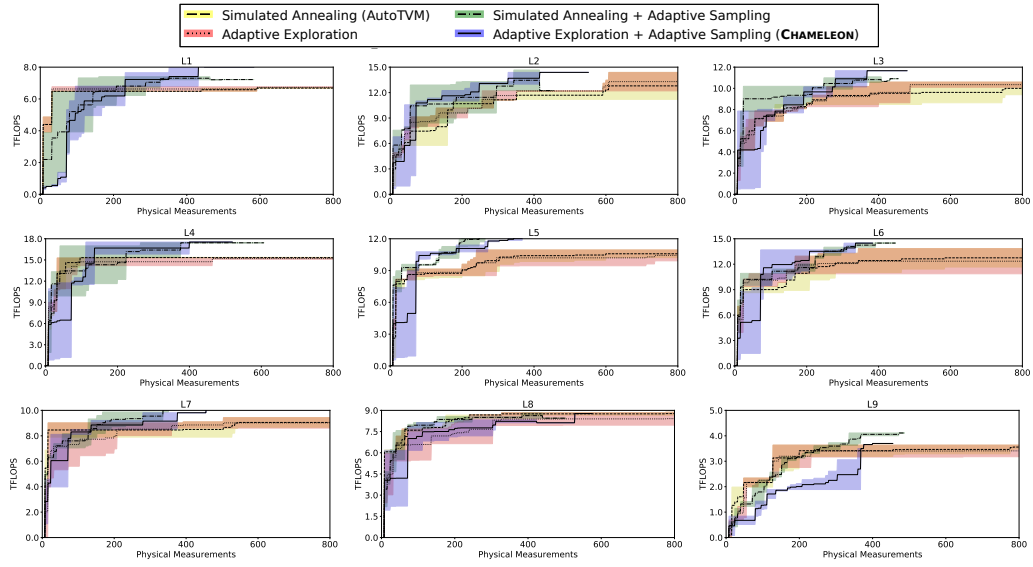 Simulated Annealing (AutoTVM)
Simulated Annealing + Adaptive Sampling
Adaptive Exploration
Adaptive Exploration + Adaptive Sampling (CHAMELEON)
L1
8.0
6.0
4.0
2.0
0.0
TFLOPS
0 200 400 600 800
Physical Measurements
L2
15.0
12.0
9.0
6.0
3.0
0.0
TFLOPS
0 200 400 600 800
Physical Measurements
L3
12.0
10.0
8.0
6.0
4.0
2.0
0.0
TFLOPS
0 200 400 600 800
Physical Measurements
L4
18.0
15.0
12.0
9.0
6.0
3.0
0.0
TFLOPS
0 200 400 600 800
Physical Measurements
L5
12.0
9.0
6.0
3.0
0.0
TFLOPS
0 200 400 600 800
Physical Measurements
L6
15.0
12.0
9.0
6.0
3.0
0.0
TFLOPS
0 200 400 600 800
Physical Measurements
L7
10.0
8.0
6.0
4.0
2.0
0.0
TFLOPS
0 200 400 600 800
Physical Measurements
L8
9.0
7.5
6.0
4.5
3.0
1.5
0.0
TFLOPS
0 200 400 600 800
Physical Measurements
L9
5.0
4.0
3.0
2.0
1.0
0.0
TFLOPS
0 200 400 600 800
Physical Measurements